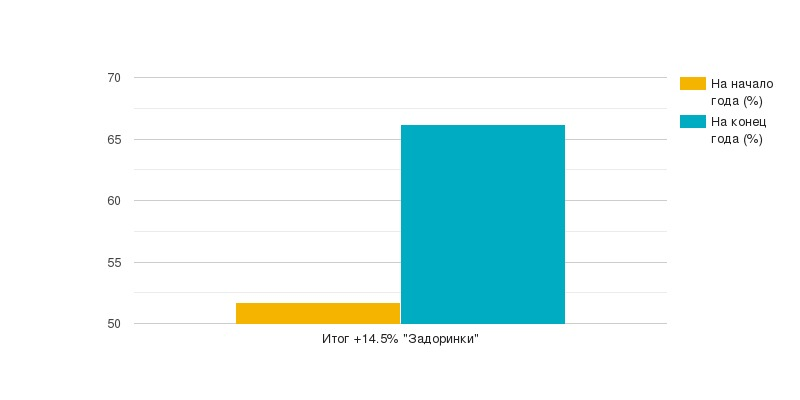 70
65
60
55
50
Итог +14.5% "Задоринки"
На начало
года (%)
На конец
года (%)